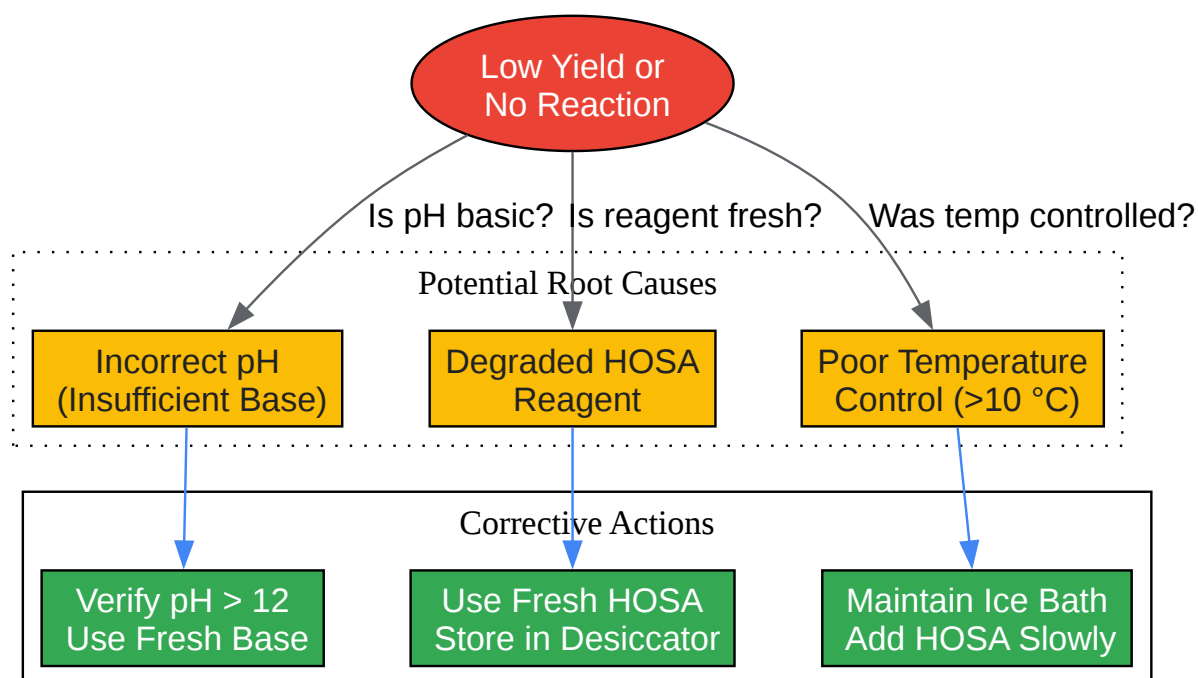 Low Yield or
No Reaction
Is pH basic?
Is reagent fresh?
Was temp controlled?
Potential Root Causes
Incorrect pH
(Insufficient Base)
Degraded HOSA
Reagent
Poor Temperature
Control (>10 °C)
Corrective Actions
Verify pH > 12
Use Fresh Base
Use Fresh HOSA
Store in Desiccator
Maintain Ice Bath
Add HOSA Slowly